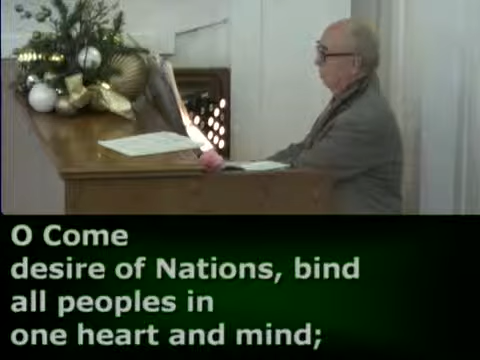 O Come
desire of Nations, bind
all peoples in
one heart and mind;